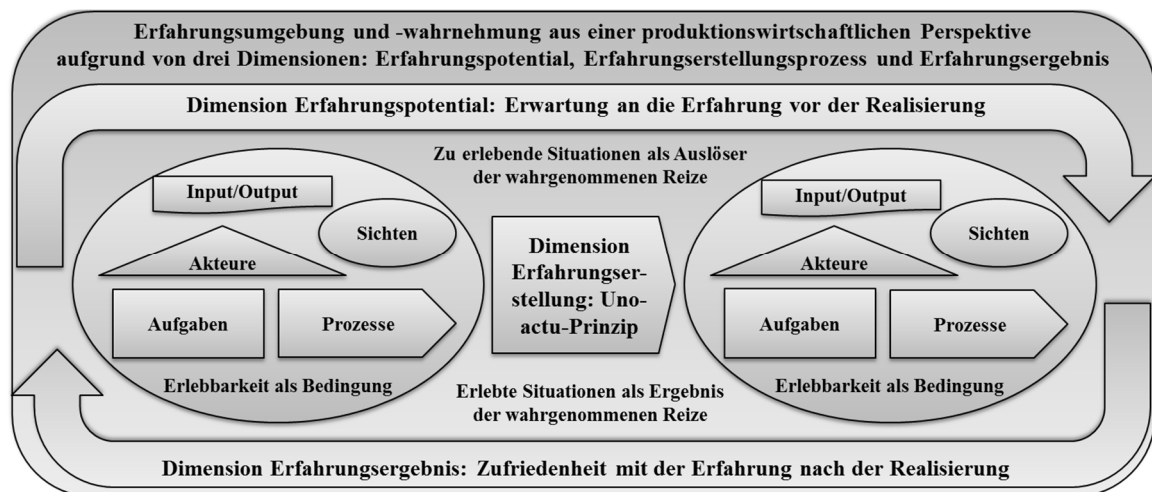 Erfahrungsumgebung und -wahrnehmung aus einer produktionswirtschaftlichen Perspektive
aufgrund von drei Dimensionen: Erfahrungspotential, Erfahrungserstellungsprozess und Erfahrungsergebnis
Dimension Erfahrungspotential: Erwartung an die Erfahrung vor der Realisierung
Zu erlebende Situationen als Auslöser
der wahrgenommenen Reize
Input/Output
Sichten
Akteure
Aufgaben
Prozesse
Erlebbarkeit als Bedingung
Dimension
Erfahrungser-
stellung: Uno-
actu-Prinzip
Input/Output
Sichten
Akteure
Aufgaben
Prozesse
Erlebbarkeit als Bedingung
Erlebte Situationen als Ergebnis
der wahrgenommenen Reize
Dimension Erfahrungsergebnis: Zufriedenheit mit der Erfahrung nach der Realisierung